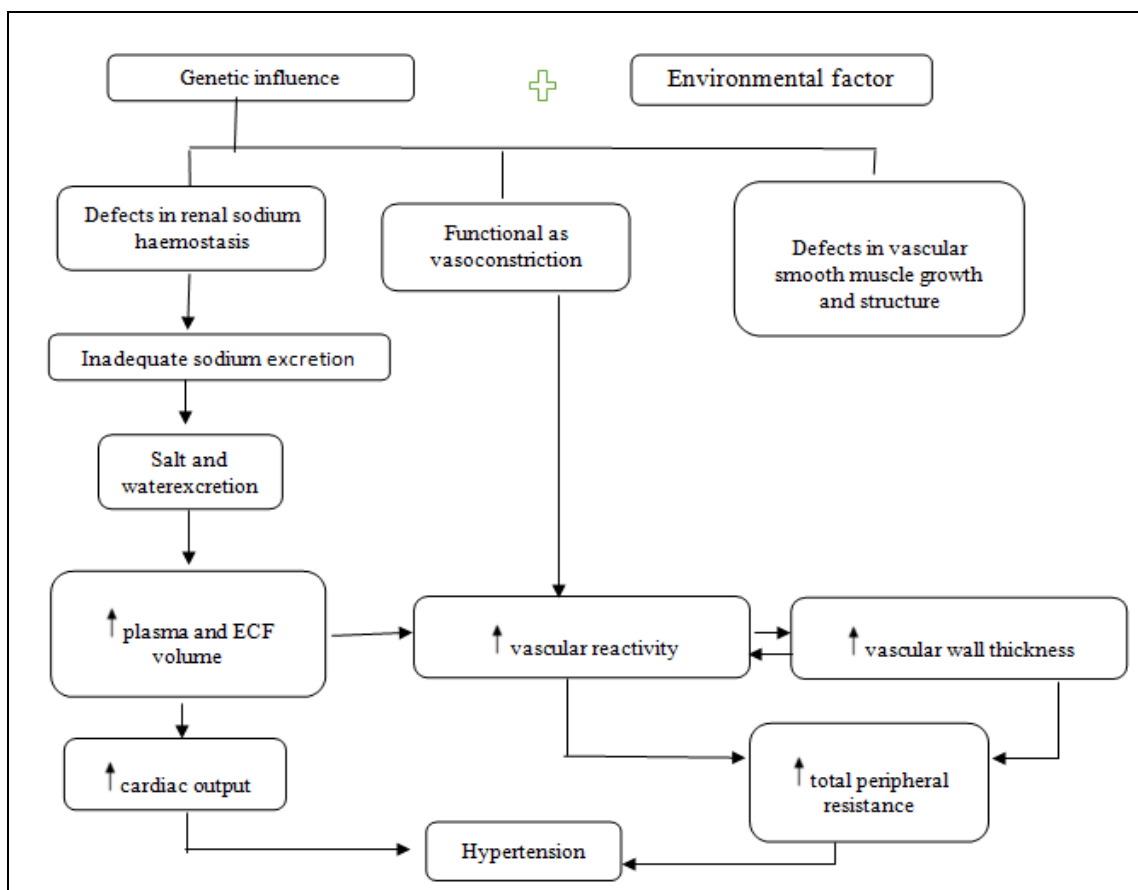 Genetic influence
Environmental factor
Defects in renal sodium
haemostasis
Functional as
vasoconstriction
Defects in vascular
smooth muscle growth
and structure
Inadequate sodium excretion
Salt and
waterexcretion
↑ plasma and ECF
volume
↑ vascular reactivity
↑ vascular wall thickness
↑ cardiac output
↑ total peripheral
resistance
Hypertension